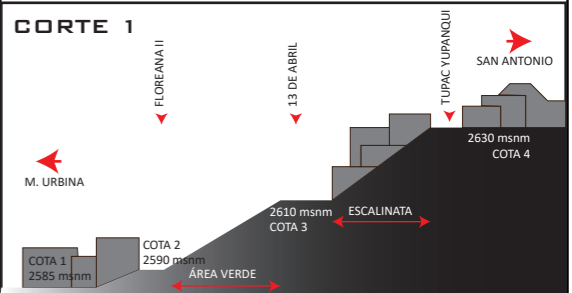 CORTE 1
FLOREANA II
13 DE ABRIL
TUPAC YUPANQUI
SAN ANTONIO
M. URBINA
2630 msnm
COTA 4
2610 msnm
COTA 3
ESCALINATA
COTA 1
2585 msnm
COTA 2
2590 msnm
ÁREA VERDE